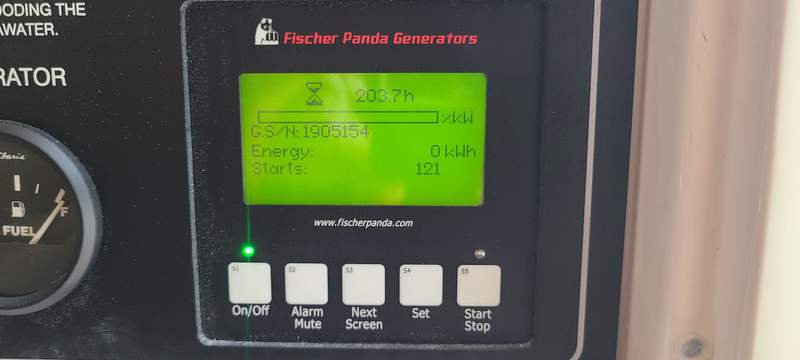 OODING THE
AWATER.
RATOR
Fischer Panda Generators
203.7h
%kW
G.S/N:1905154
Energy: 0 kWh
Starts: 121
www.fischerpanda.com
F
FUEL
S1 S2 S3 S4 S5
On/Off Alarm Mute Next Screen Set Start Stop